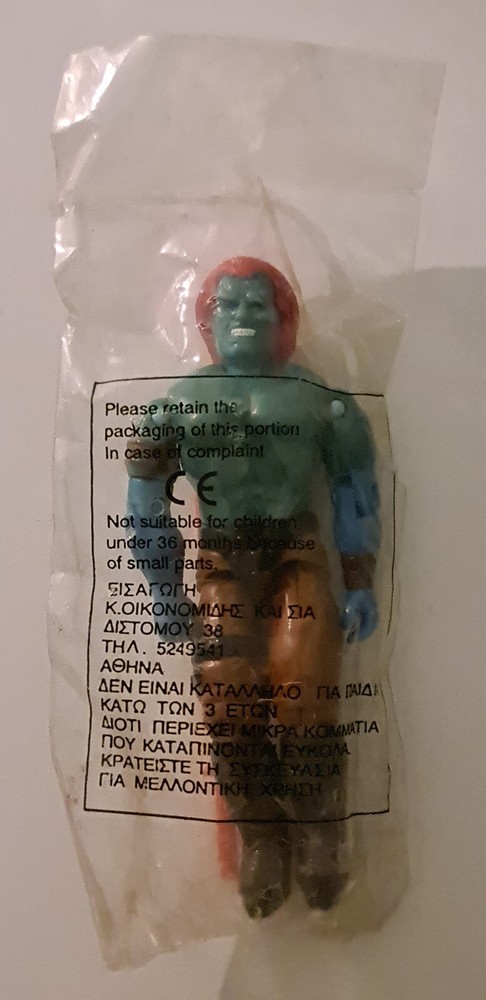 Please retain the
packaging of this portion
In case of complaint
CE
Not suitable for children
under 36 months because
of small parts.
ΕΙΣΑΓΩΓΗ
Κ.ΟΙΚΟΝΟΜΙΔΗΣ ΚΑΙ ΣΙΑ
ΔΙΣΤΟΜΟΥ 38
ΤΗΛ. 5249541
ΑΘΗΝΑ
ΔΕΝ ΕΙΝΑΙ ΚΑΤΑΛΛΗΛΟ ΓΙΑ ΠΑΙΔΙΑ
ΚΑΤΩ ΤΩΝ 3 ΕΤΩΝ
ΔΙΟΤΙ ΠΕΡΙΕΧΕΙ ΜΙΚΡΑ ΚΟΜΜΑΤΙΑ
ΠΟΥ ΚΑΤΑΠΙΝΟΝΤΑΙ ΕΥΚΟΛΑ.
ΚΡΑΤΕΙΣΤΕ ΤΗ ΣΥΣΚΕΥΑΣΙΑ
ΓΙΑ ΜΕΛΛΟΝΤΙΚΗ ΧΡΗΣΗ